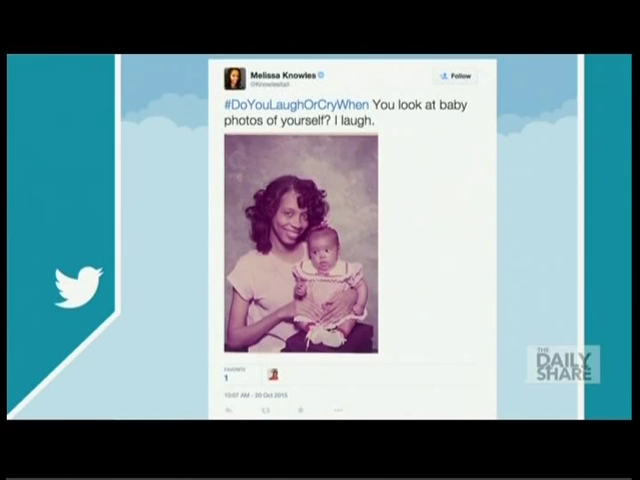 Melissa Knowles
Follow
#DoYouLaughOrCryWhen You look at baby
photos of yourself? I laugh.
FAVORITE
1
10:07 AM - 20 Oct 2015
THE
DAILY
SHARE